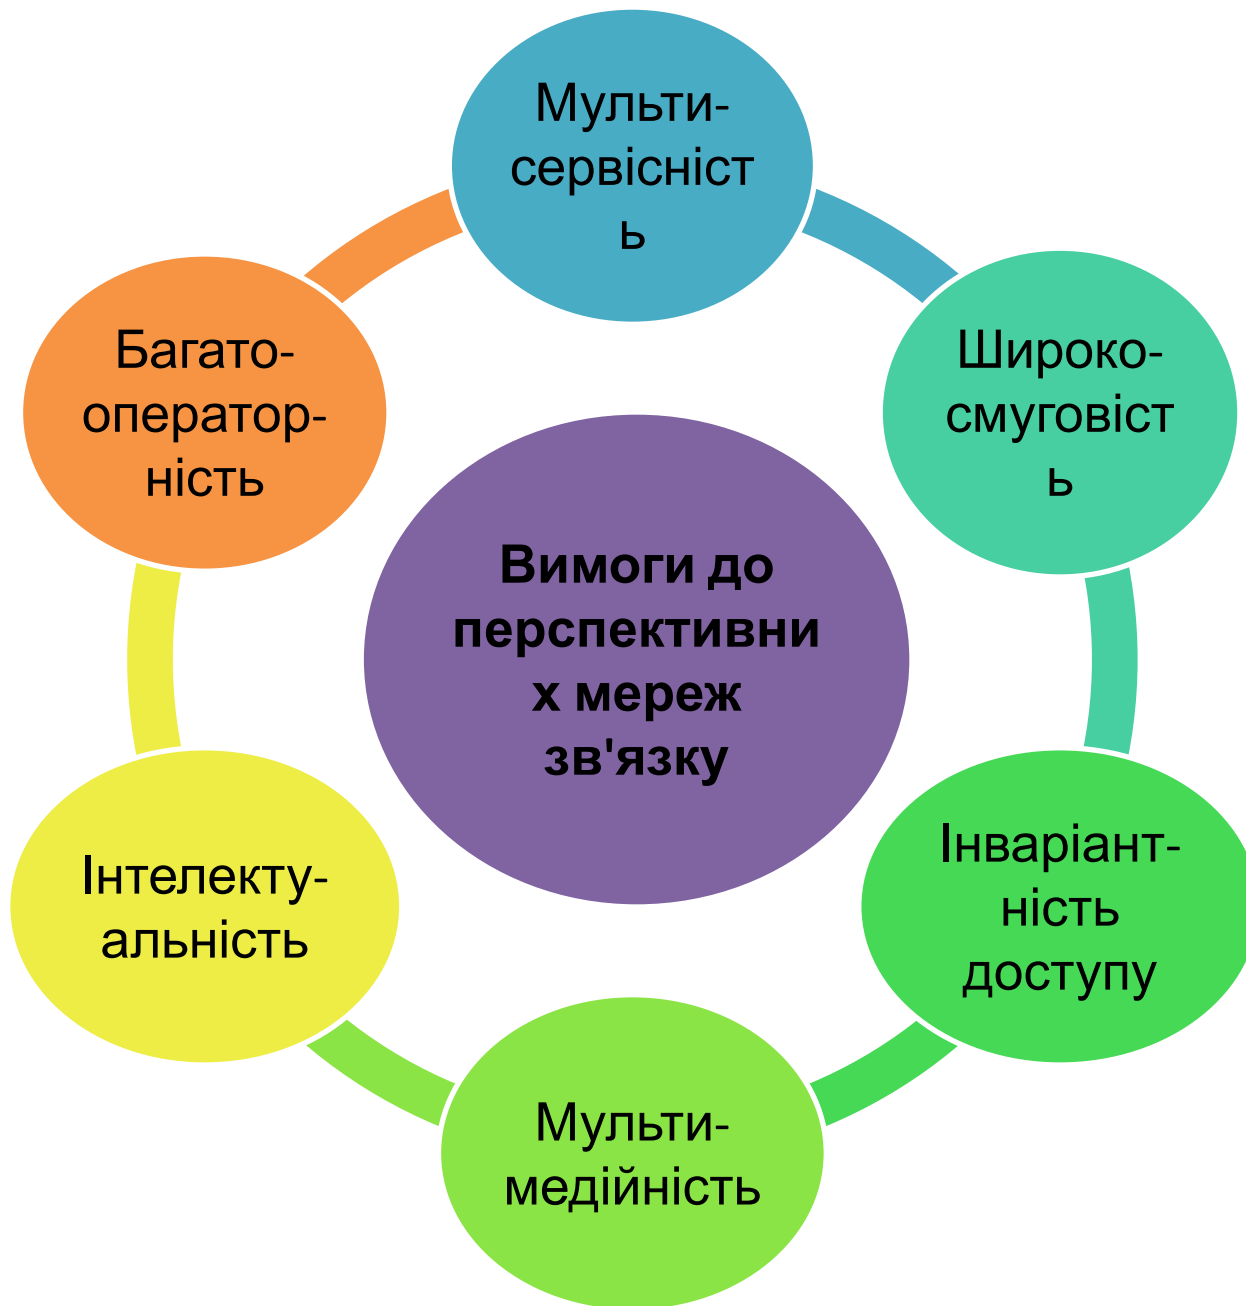 Мульти-
сервісніст
ь
Широко-
смуговіст
ь
Інваріант-
ність
доступу
Мульти-
медійність
Інтелекту-
альність
Багато-
оператор-
ність
Вимоги до
перспективни
х мереж
зв'язку